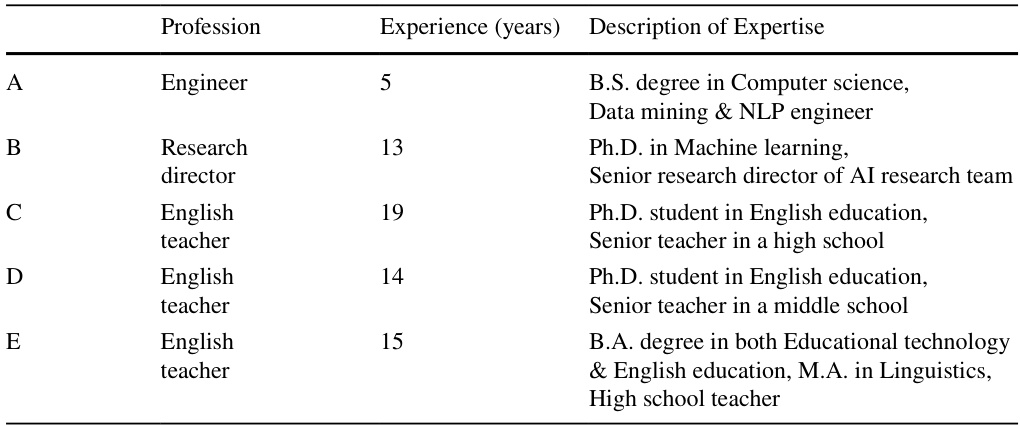 Profession Experience (years) Description of Expertise
A Engineer 5 B.S. degree in Computer science,
Data mining & NLP engineer
B Research 13 Ph.D. in Machine learning,
director Senior research director of AI research team
C English 19 Ph.D. student in English education,
teacher Senior teacher in a high school
D English 14 Ph.D. student in English education,
teacher Senior teacher in a middle school
E English 15 B.A. degree in both Educational technology
teacher & English education, M.A. in Linguistics,
High school teacher